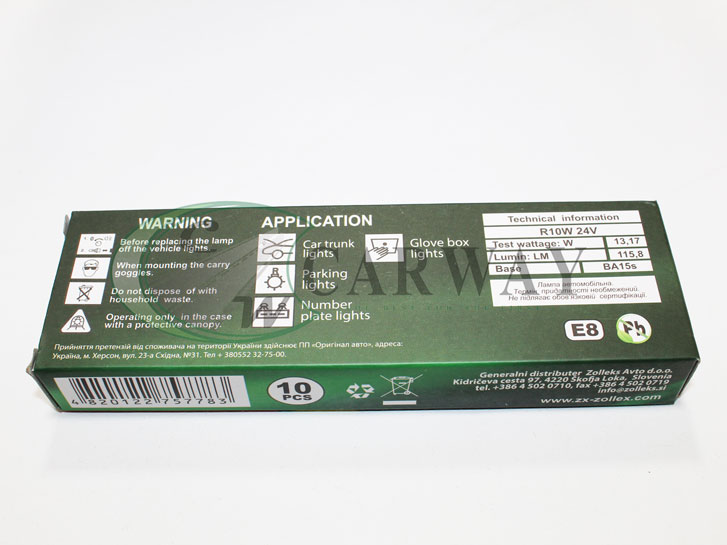 WARNING
Before replacing the lamp
off the vehicle lights.
When mounting the carry
goggles.
Do not dispose of with
household waste.
Operating only in the case
with a protective canopy.
APPLICATION
Car trunk
lights
Parking
lights
Number
plate lights
Glove box
lights
Technical information
R10W 24V
Test wattage: W 13,17
Lumin: LM 115,8
Base BA15s
Лампа автомобільна.
Термін придатності необмежений.
Не підлягає обов'язковій сертифікації.
E8
Pb
CARWAY
Прийняття претензій від споживача на території України здійснює ПП «Оригінал авто», адреса:
Україна, м. Херсон, вул. 23-а Східна, №31. Тел + 380552 32-75-00.
4820122757783
10
PCS
Generalni distributer Zolleks Avto d.o.o.
Kidričeva cesta 97, 4220 Škofja Loka, Slovenia
tel. +386 4 502 0710, fax +386 4 502 0719
info@zolleks.si
www.zx-zollex.com